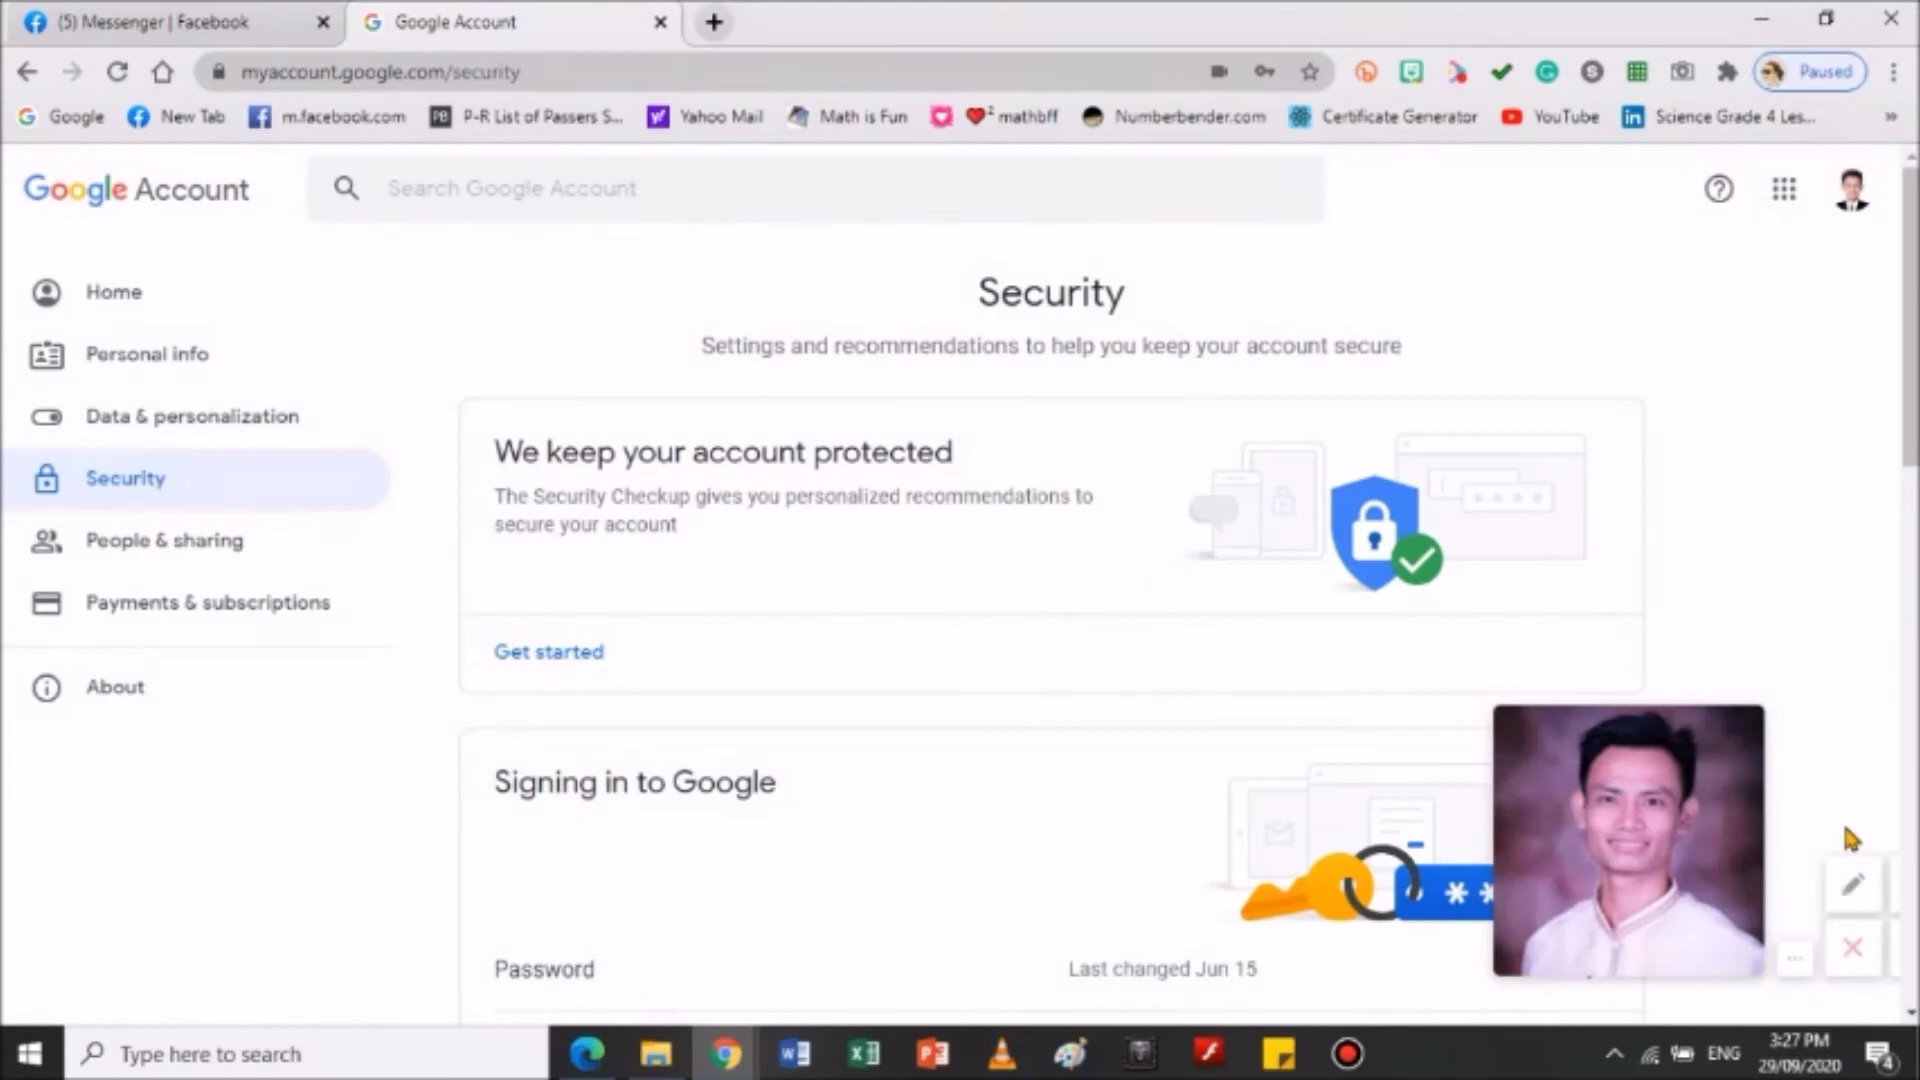 (5) Messenger | Facebook
Google Account
myaccount.google.com/security
Paused
Google
New Tab
m.facebook.com
P-R List of Passers S...
Yahoo Mail
Math is Fun
mathbff
Numberbender.com
Certificate Generator
YouTube
Science Grade 4 Les...
Google Account
Search Google Account
Home
Personal info
Data & personalization
Security
People & sharing
Payments & subscriptions
About
Security
Settings and recommendations to help you keep your account secure
We keep your account protected
The Security Checkup gives you personalized recommendations to
secure your account
Get started
Signing in to Google
Password
Last changed Jun 15
Type here to search
ENG
3:27 PM
29/09/2020
4